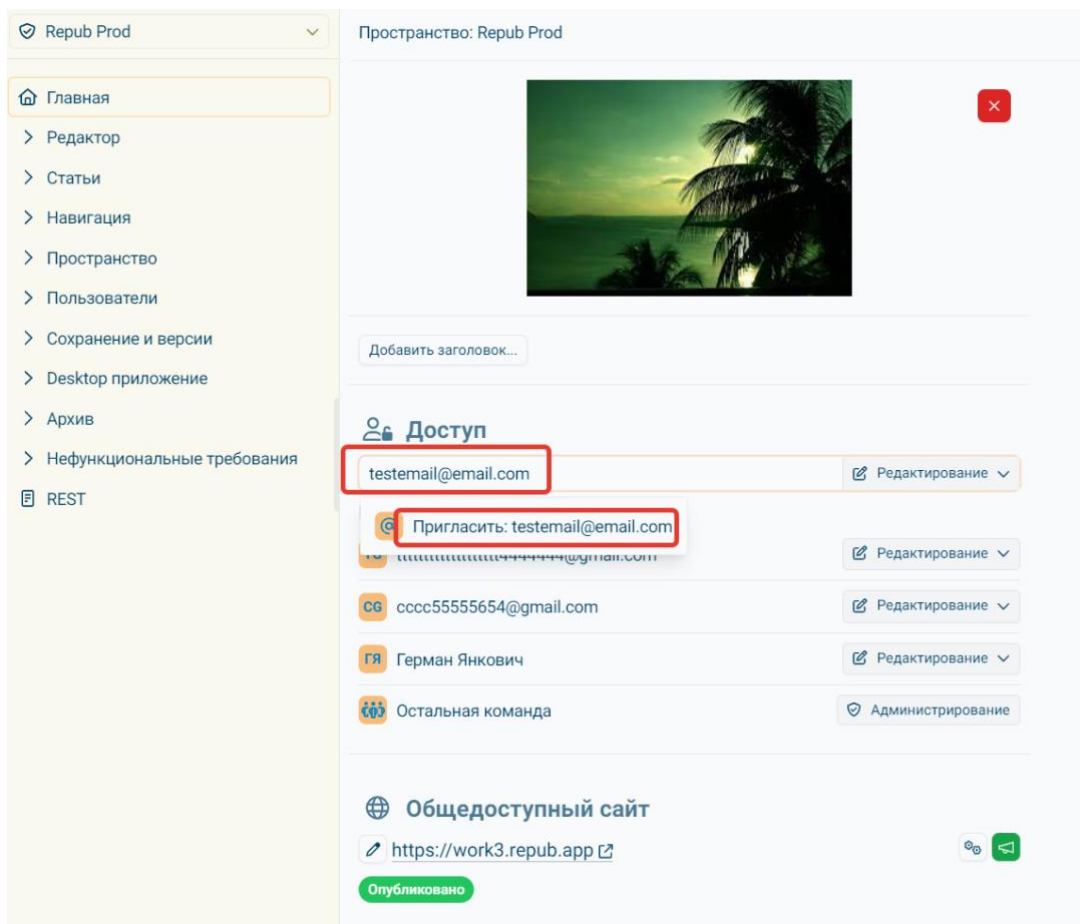 Repub Prod
Главная
Редактор
Статьи
Навигация
Пространство
Пользователи
Сохранение и версии
Desktop приложение
Архив
Нефункциональные требования
REST
Пространство: Repub Prod
Добавить заголовок...
Доступ
testemail@email.com Редактирование
@ Пригласить: testemail@email.com
Редактирование
CG cccc55555654@gmail.com Редактирование
ГЯ Герман Янкович Редактирование
Остальная команда Администрирование
Общедоступный сайт
https://work3.repub.app
Опубликовано